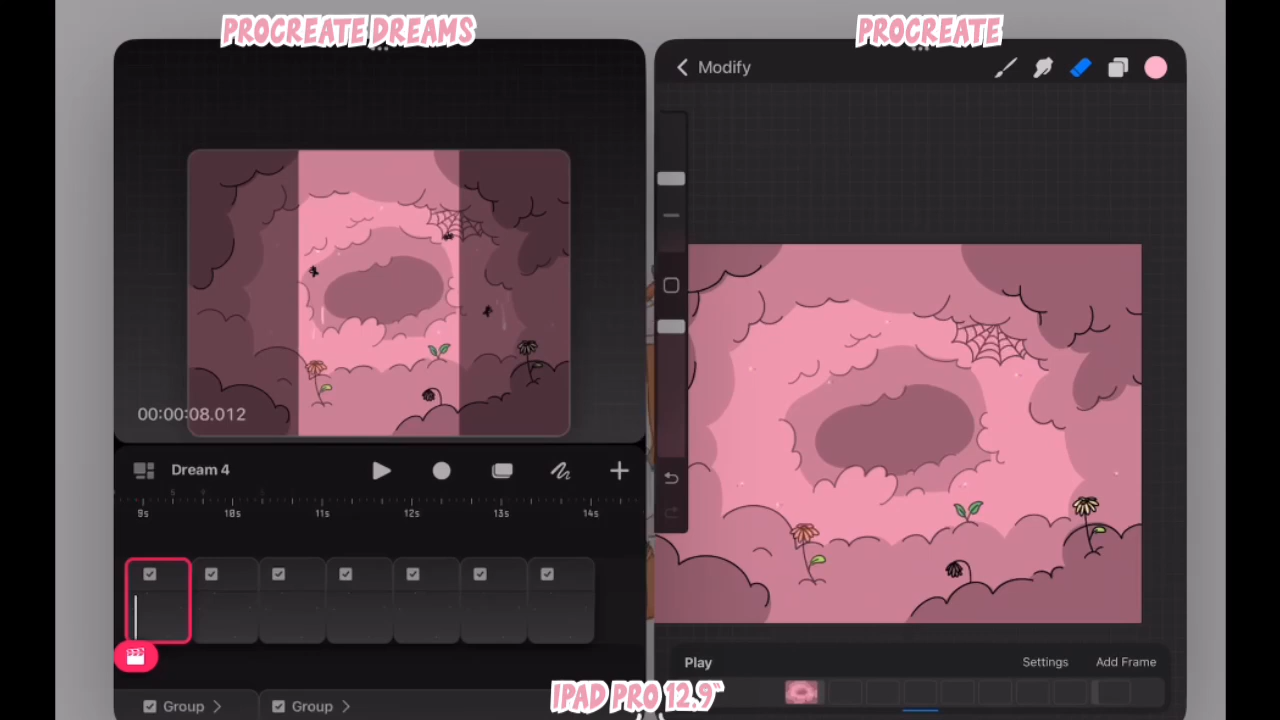 PROCREATE DREAMS
PROCREATE
Modify
00:00:08.012
Dream 4
9s 10s 11s 12s 13s 14s
Play
Settings
Add Frame
Group
Group
IPAD PRO 12.9"